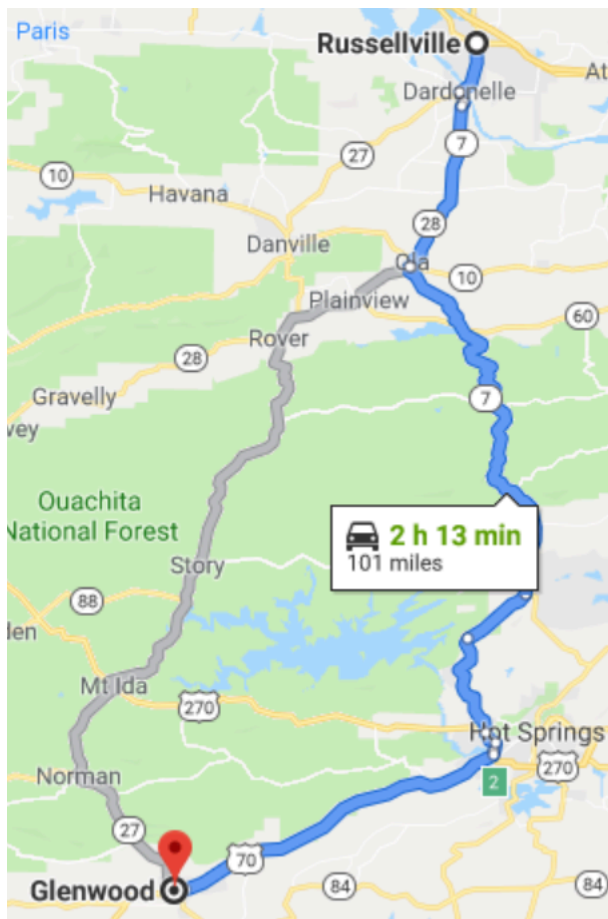 Paris
Russellville
At
Dardonelle
7
27
10
Havana
28
Danville
Ola
10
Plainview
60
Rover
28
7
Gravelly
vey
Ouachita
National Forest
2 h 13 min
101 miles
Story
88
den
Mt Ida
270
Hot Springs
270
2
Norman
27
70
Glenwood
84
84